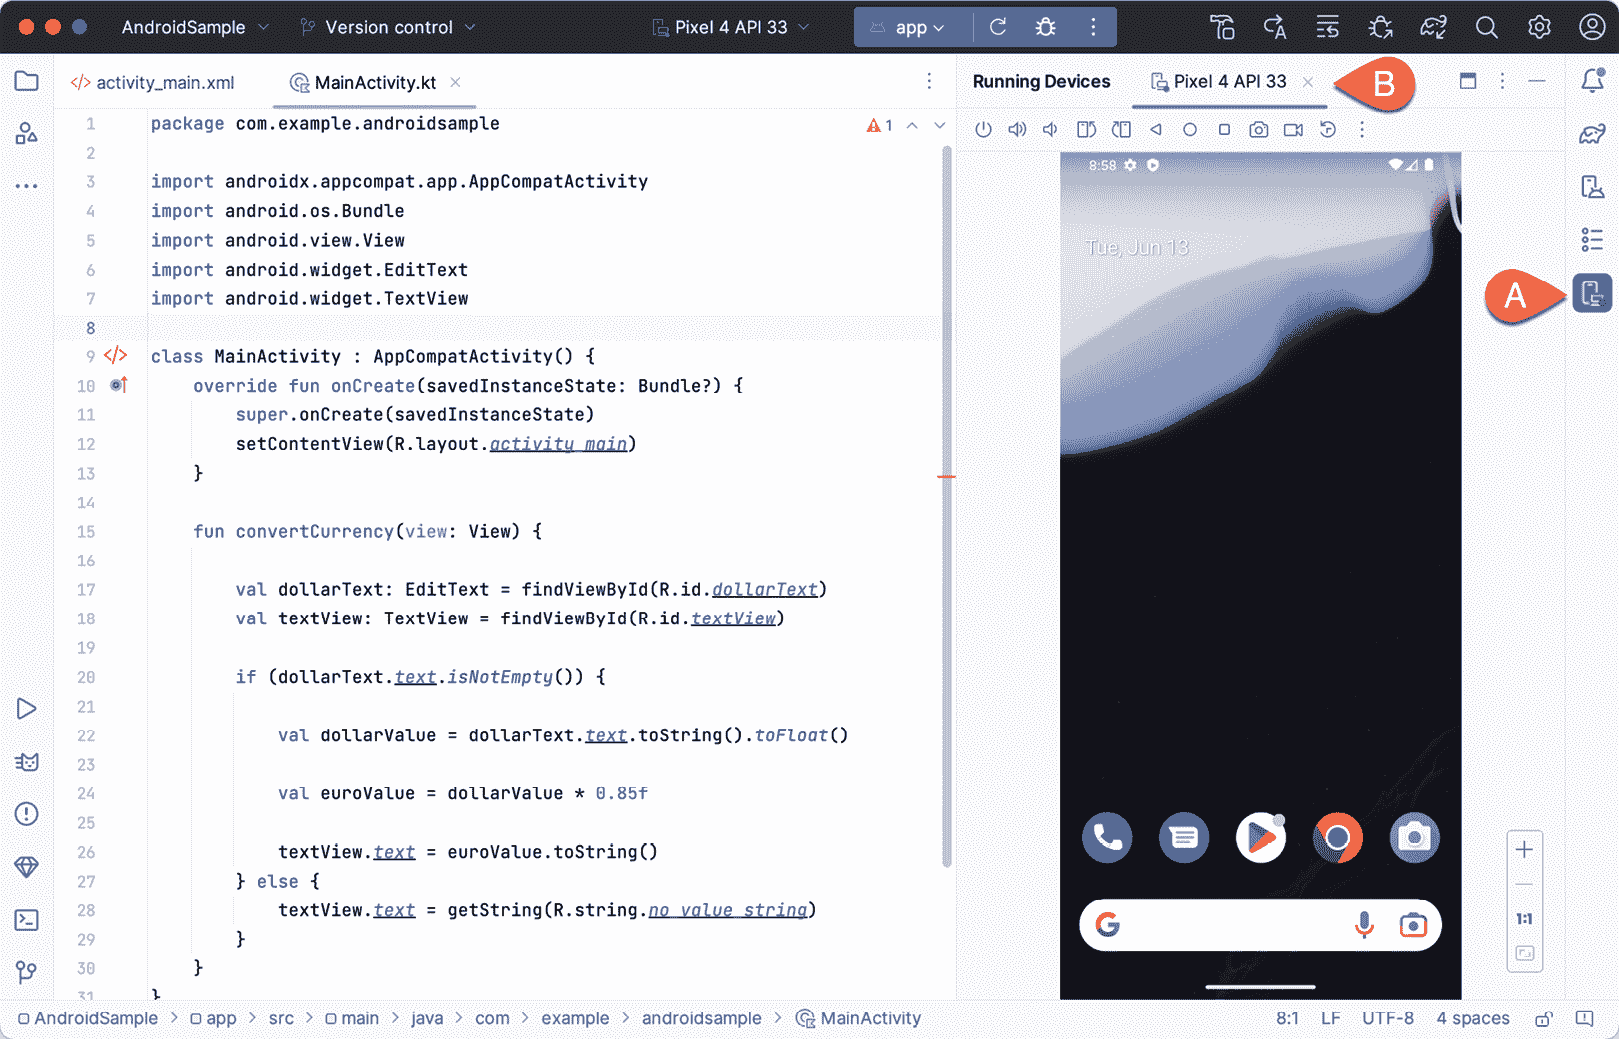 AndroidSample
Version control
Pixel 4 API 33
app
activity_main.xml
MainActivity.kt
Running Devices
Pixel 4 API 33
B
1 package com.example.androidsample
1
2
3 import androidx.appcompat.app.AppCompatActivity
4 import android.os.Bundle
5 import android.view.View
6 import android.widget.EditText
7 import android.widget.TextView
8
9 </> class MainActivity : AppCompatActivity() {
10 override fun onCreate(savedInstanceState: Bundle?) {
11 super.onCreate(savedInstanceState)
12 setContentView(R.layout.activity_main)
13 }
14
15 fun convertCurrency(view: View) {
16
17 val dollarText: EditText = findViewById(R.id.dollarText)
18 val textView: TextView = findViewById(R.id.textView)
19
20 if (dollarText.text.isNotEmpty()) {
21
22 val dollarValue = dollarText.text.toString().toFloat()
23
24 val euroValue = dollarValue * 0.85f
25
26 textView.text = euroValue.toString()
27 } else {
28 textView.text = getString(R.string.no_value_string)
29 }
30 }
31 }
8:58
Tue, Jun 13
A
G
1:1
AndroidSample > app > src > main > java > com > example > androidsample > MainActivity
8:1 LF UTF-8 4 spaces